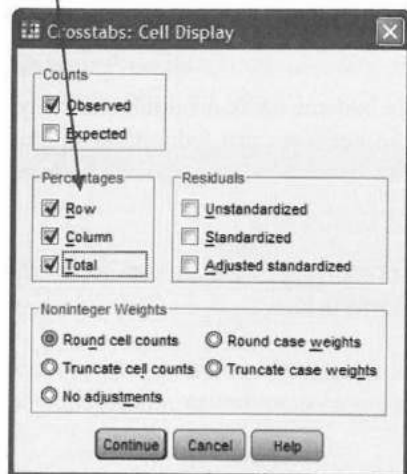 Crosstabs: Cell Display
Counts
Observed
Expected
Percentages
Row
Column
Total
Residuals
Unstandardized
Standardized
Adjusted standardized
Noninteger Weights
Round cell counts
Round case weights
Truncate cell counts
Truncate case weights
No adjustments
Continue
Cancel
Help